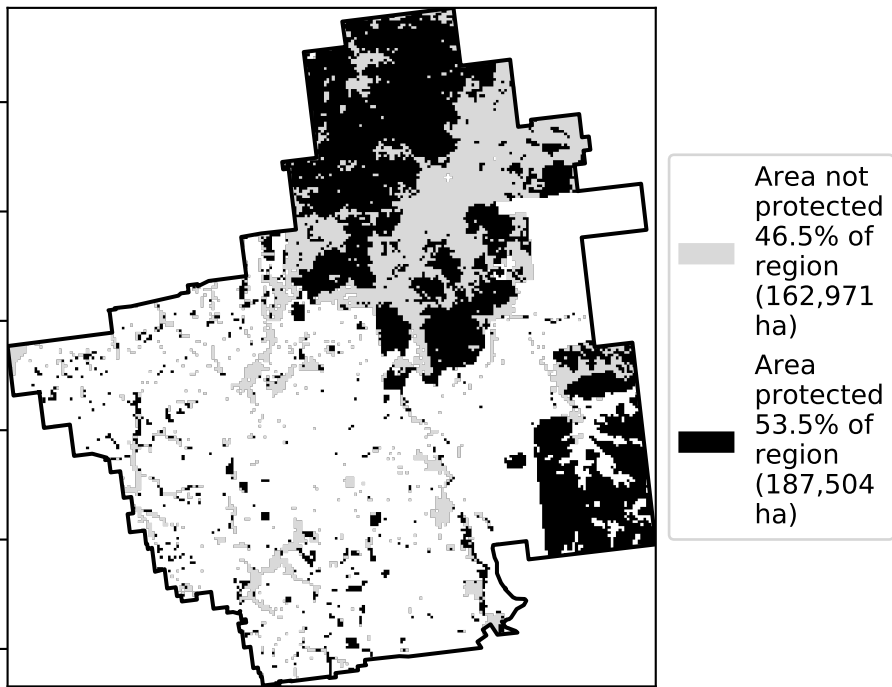 Area not
protected
46.5% of
region
(162,971
ha)
Area
protected
53.5% of
region
(187,504
ha)